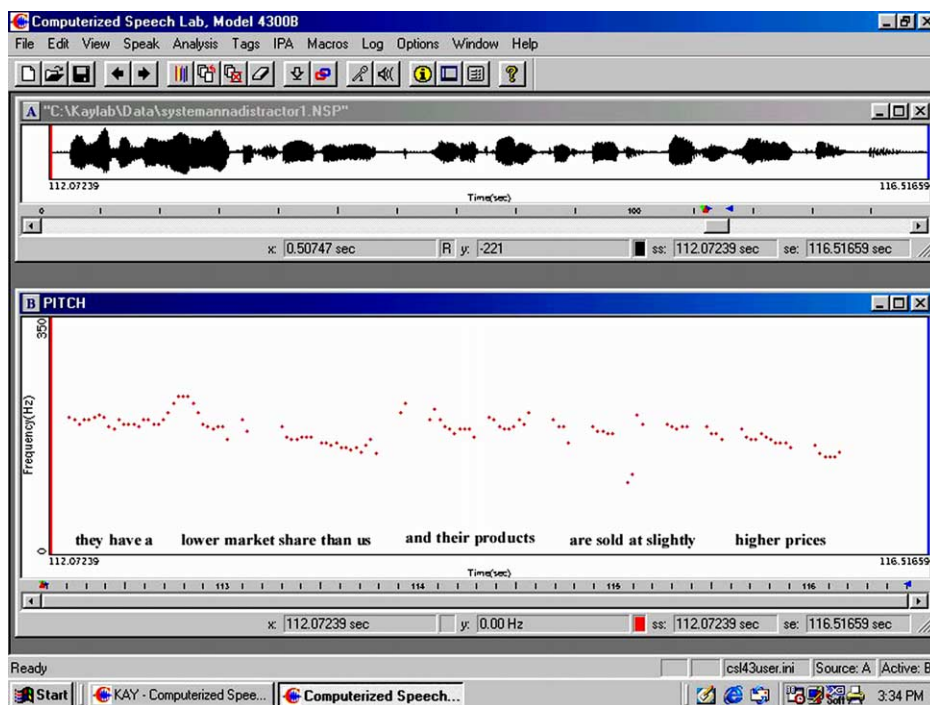 Computerized Speech Lab, Model 4300B
File Edit View Speak Analysis Tags IPA Macros Log Options Window Help
A "C:\Kaylab\Data\systemannadistractor1.NSP"
112.07239 116.51659
Time(sec)
0 100
x: 0.50747 sec R y: -221 ss: 112.07239 sec se: 116.51659 sec
B PITCH
350
Frequency(Hz)
0
they have a lower market share than us and their products are sold at slightly higher prices
112.07239 116.51659
Time(sec)
113 114 115 116
x: 112.07239 sec y: 0.00 Hz ss: 112.07239 sec se: 116.51659 sec
Ready csl43user.ini Source: A Active: B
Start KAY - Computerized Spee... Computerized Speech... 3:34 PM